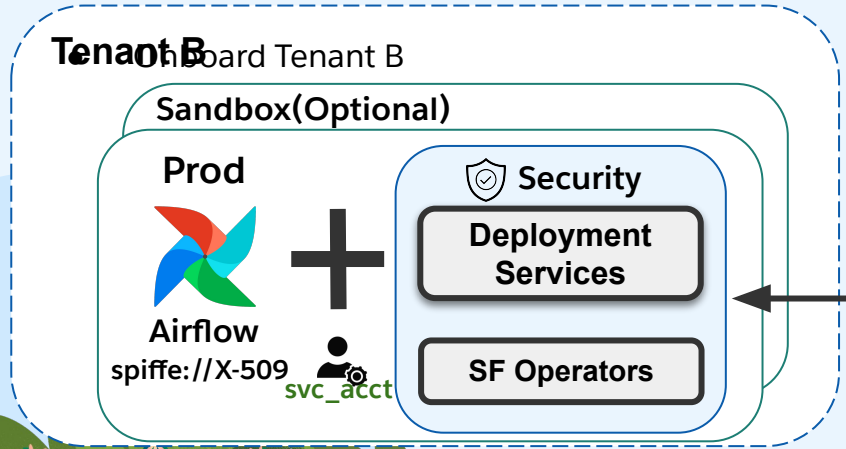 Tenant B
• Onboard Tenant B
Sandbox(Optional)
Prod
Security
Deployment
Services
Airflow
spiffe://X-509
svc_acct
SF Operators